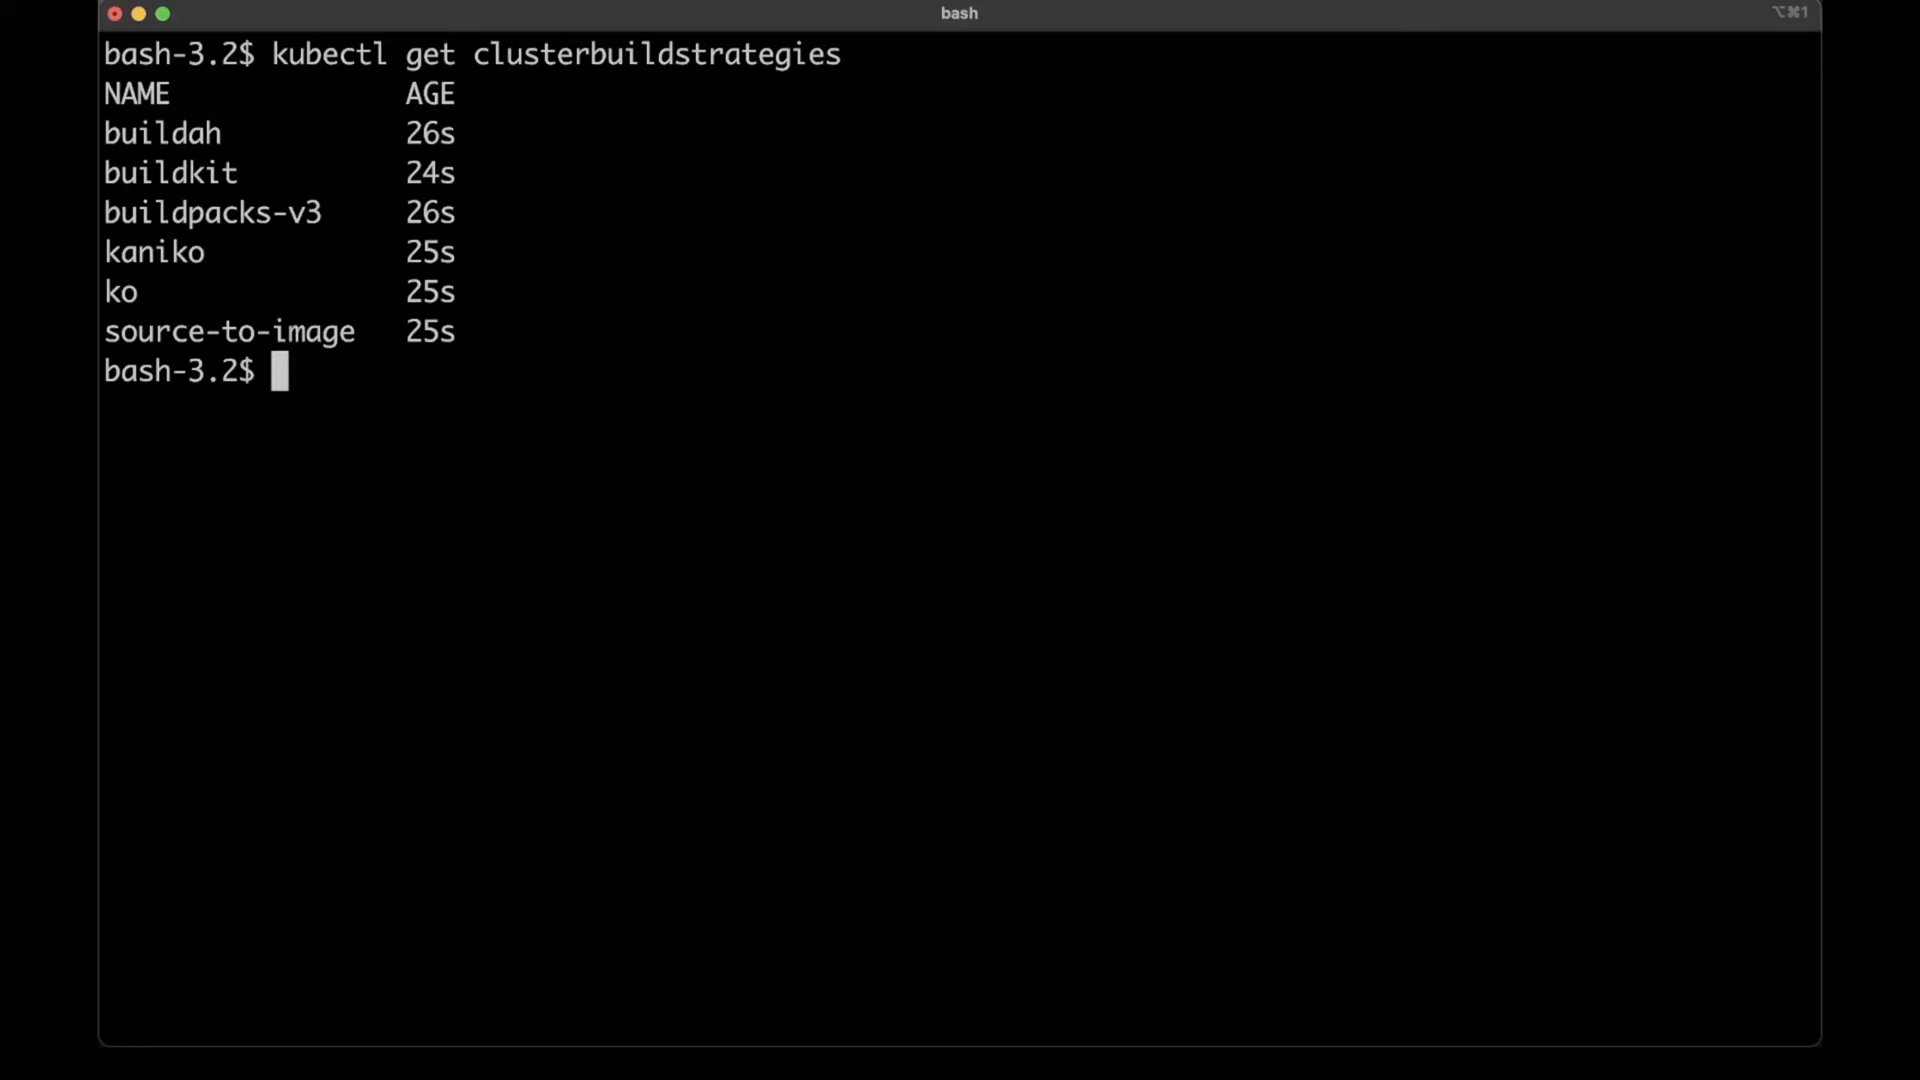 bash
⌥⌘1
bash-3.2$ kubectl get clusterbuildstrategies
NAME AGE
buildah 26s
buildkit 24s
buildpacks-v3 26s
kaniko 25s
ko 25s
source-to-image 25s
bash-3.2$